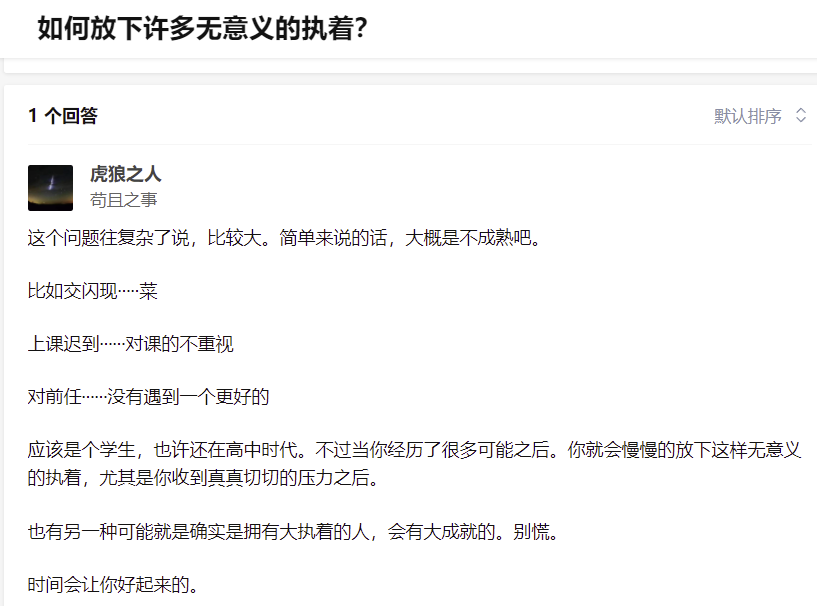 如何放下许多无意义的执着？
1 个回答
默认排序
虎狼之人
苟且之事
这个问题往复杂了说，比较大。简单来说的话，大概是不成熟吧。
比如交闪现·····菜
上课迟到······对课的不重视
对前任······没有遇到一个更好的
应该是个学生，也许还在高中时代。不过当你经历了很多可能之后。你就会慢慢的放下这样无意义
的执着，尤其是你收到真真切切的压力之后。
也有另一种可能就是确实是拥有大执着的人，会有大成就的。别慌。
时间会让你好起来的。